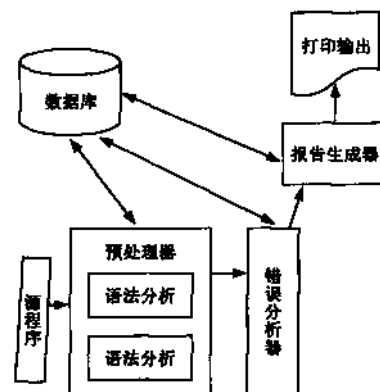 打印输出
数据库
报告生成器
预处理器
语法分析
语法分析
源程序
错误分析器